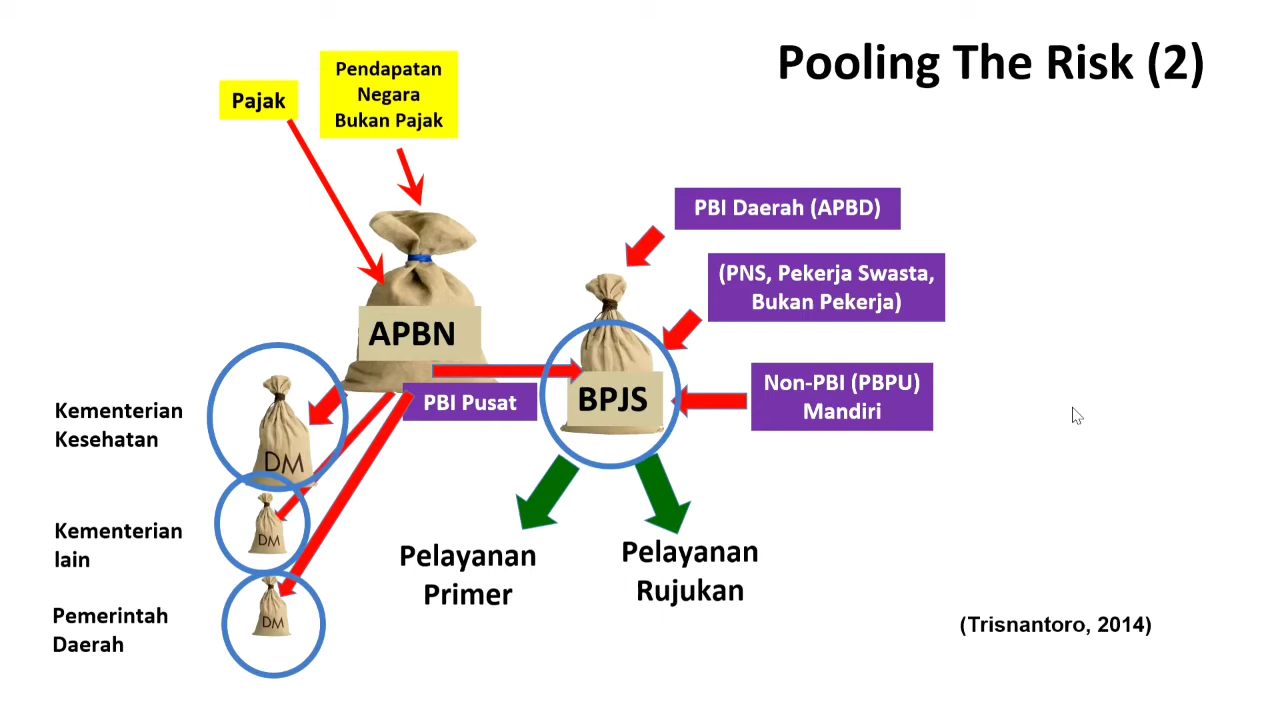 Pooling The Risk (2)
Pajak
Pendapatan
Negara
Bukan Pajak
PBI Daerah (APBD)
(PNS, Pekerja Swasta,
Bukan Pekerja)
APBN
BPJS
PBI Pusat
Non-PBI (PBPU)
Mandiri
Kementerian
Kesehatan
DM
Kementerian
lain
DM
Pemerintah
Daerah
DM
Pelayanan
Primer
Pelayanan
Rujukan
(Trisnantoro, 2014)